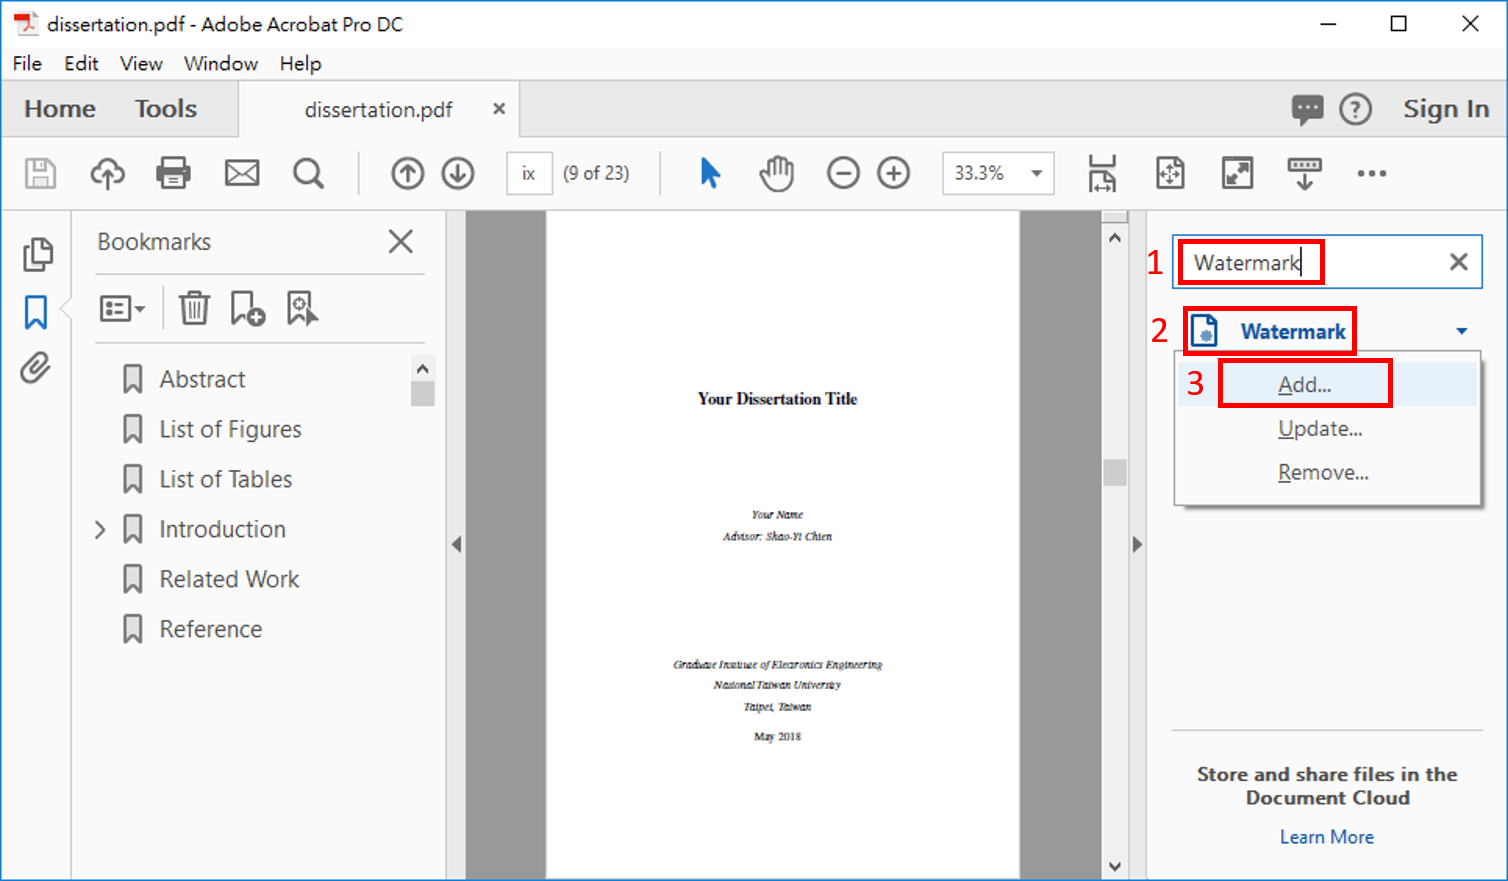 dissertation.pdf - Adobe Acrobat Pro DC
File Edit View Window Help
Home Tools dissertation.pdf × Sign In
ix (9 of 23) 33.3%
Bookmarks
Abstract
List of Figures
List of Tables
Introduction
Related Work
Reference
Your Dissertation Title
Your Name
Advisor: Shao-Yi Chien
Graduate Institute of Electronics Engineering
National Taiwan University
Taipei, Taiwan
May 2018
1 Watermark
2 Watermark
3 Add...
Update...
Remove...
Store and share files in the
Document Cloud
Learn More